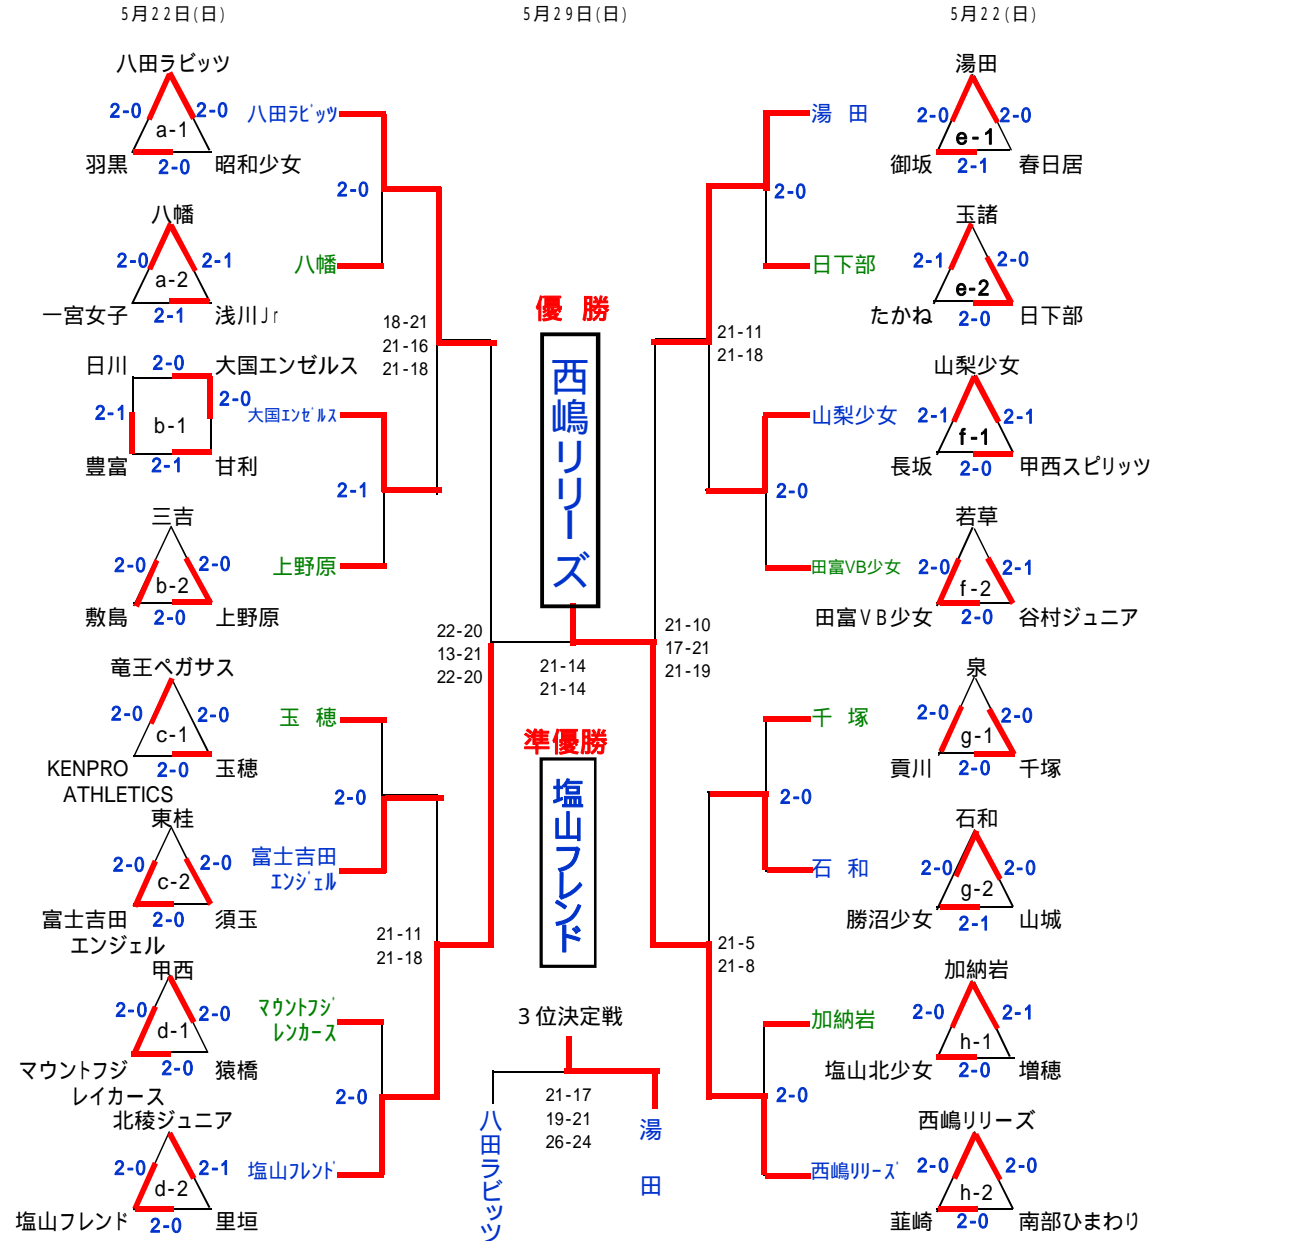 5月22日(日)
5月29日(日)
5月22(日)
八田ラビッツ
2-0
2-0
a-1
羽黒
2-0
昭和少女
八田ﾗﾋﾞｯﾂ
2-0
八幡
2-0
2-1
a-2
一宮女子
2-1
浅川Jr
八幡
18-21
21-16
21-18
日川
2-0
大国エンゼルス
2-1
2-0
b-1
豊富
2-1
甘利
大国ｴﾝｾﾞﾙｽ
2-1
三吉
2-0
2-0
b-2
敷島
2-0
上野原
上野原
22-20
13-21
22-20
竜王ペガサス
2-0
2-0
c-1
KENPRO
ATHLETICS
2-0
玉穂
玉 穂
2-0
東桂
2-0
2-0
c-2
富士吉田
エンジェル
2-0
須玉
富士吉田
ｴﾝｼﾞｪﾙ
21-11
21-18
甲西
2-0
2-0
d-1
マウントフジ
レイカース
2-0
猿橋
ﾏｳﾝﾄﾌｼﾞ
ﾚﾝｶｰｽ
2-0
北稜ジュニア
2-0
2-1
d-2
塩山フレンド
2-0
里垣
塩山ﾌﾚﾝﾄﾞ
優 勝
西嶋リリーズ
21-14
21-14
準優勝
塩山フレンド
3位決定戦
21-17
19-21
26-24
八田ラビッツ
湯 田
湯 田
2-0
日下部
21-11
21-18
山梨少女
2-0
田富VB少女
21-10
17-21
21-19
千 塚
2-0
石 和
21-5
21-8
加納岩
2-0
西嶋ﾘﾘｰｽﾞ
湯田
2-0
2-0
e-1
御坂
2-1
春日居
玉諸
2-1
2-0
e-2
たかね
2-0
日下部
山梨少女
2-1
2-1
f-1
長坂
2-0
甲西スピリッツ
若草
2-0
2-1
f-2
田富VB少女
2-0
谷村ジュニア
泉
2-0
2-0
g-1
貢川
2-0
千塚
石和
2-0
2-0
g-2
勝沼少女
2-1
山城
加納岩
2-0
2-1
h-1
塩山北少女
2-0
増穂
西嶋リリーズ
2-0
2-0
h-2
韮崎
2-0
南部ひまわり